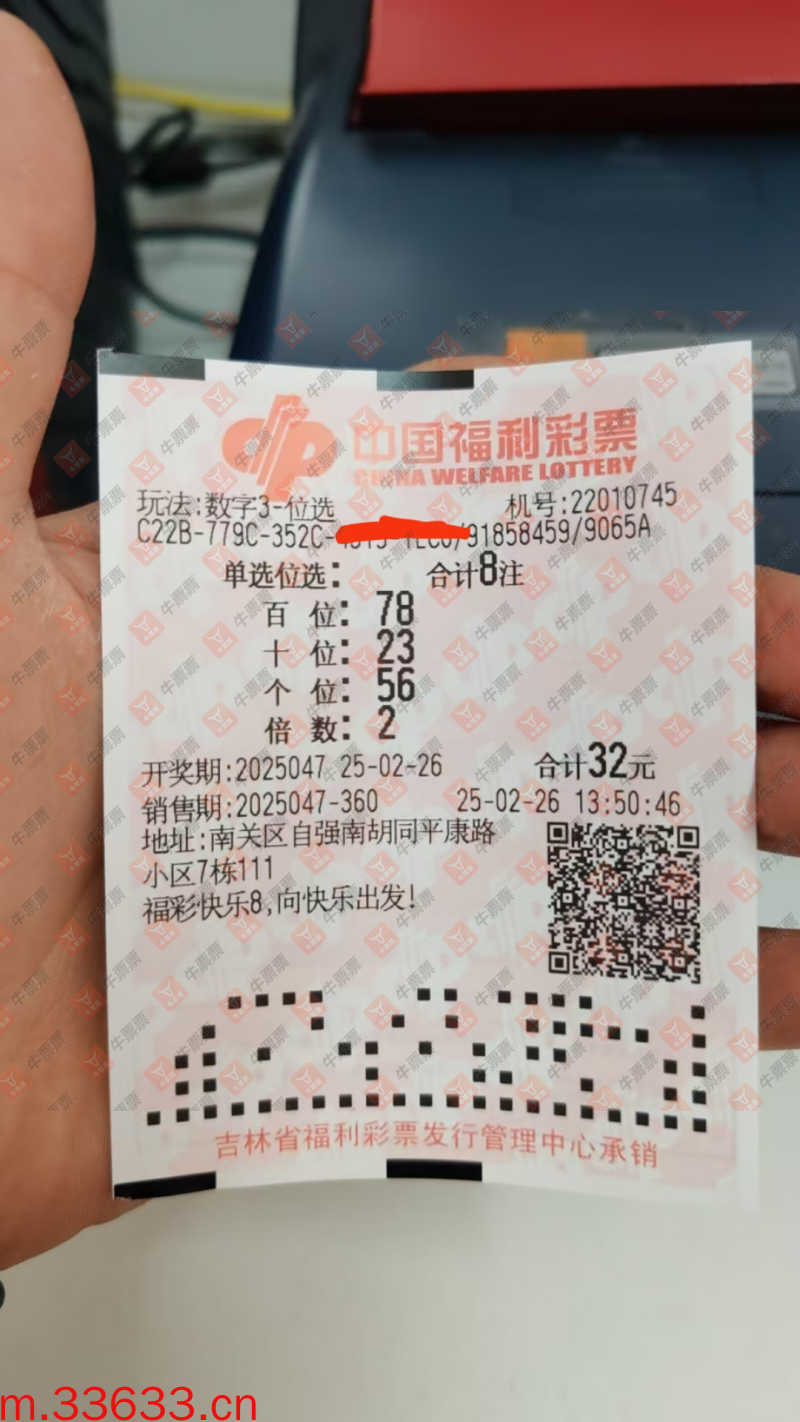 中国福利彩票
CHINA WELFARE LOTTERY
玩法:数字3-位选 机号:22010745
C22B-779C-352C- /91858459/9065A
单选位选: 合计8注
百 位: 78
十 位: 23
个 位: 56
倍 数: 2
开奖期:2025047 25-02-26 合计32元
销售期:2025047-360 25-02-26 13:50:46
地址:南关区自强南胡同平康路
小区7栋111
福彩快乐8,向快乐出发!
吉林省福利彩票发行管理中心承销
牛票票
m.33633.cn